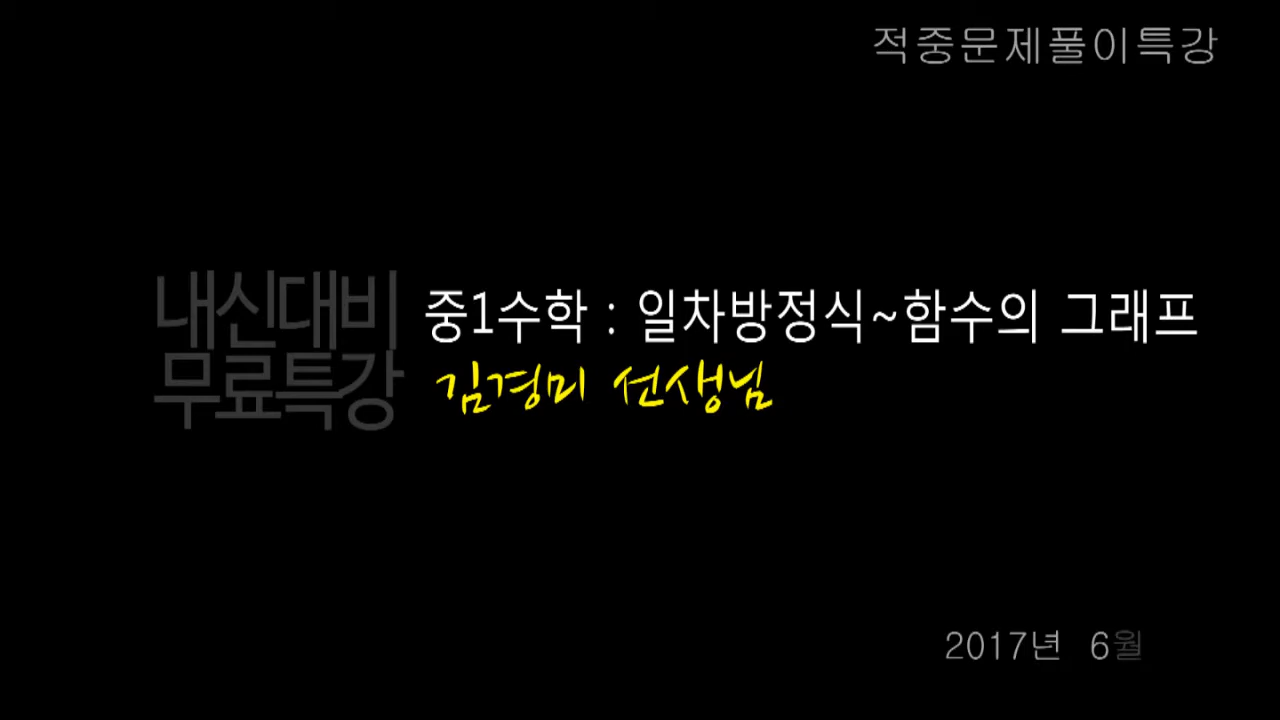 적중문제풀이특강
내신대비
무료특강
중1수학 : 일차방정식~함수의 그래프
김경미 선생님
2017년 6월